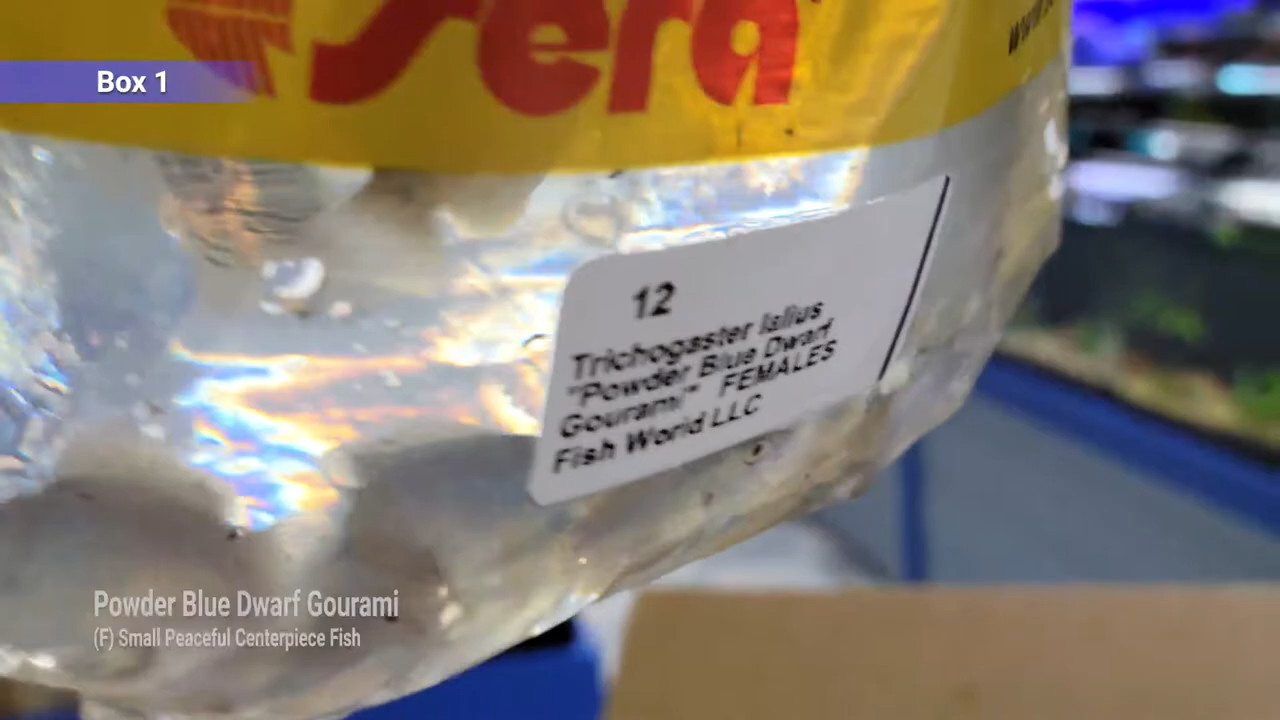 sera
Box 1
12
Trichogaster lalius
"Powder Blue Dwarf
Gourami" FEMALES
Fish World LLC
Powder Blue Dwarf Gourami
(F) Small Peaceful Centerpiece Fish